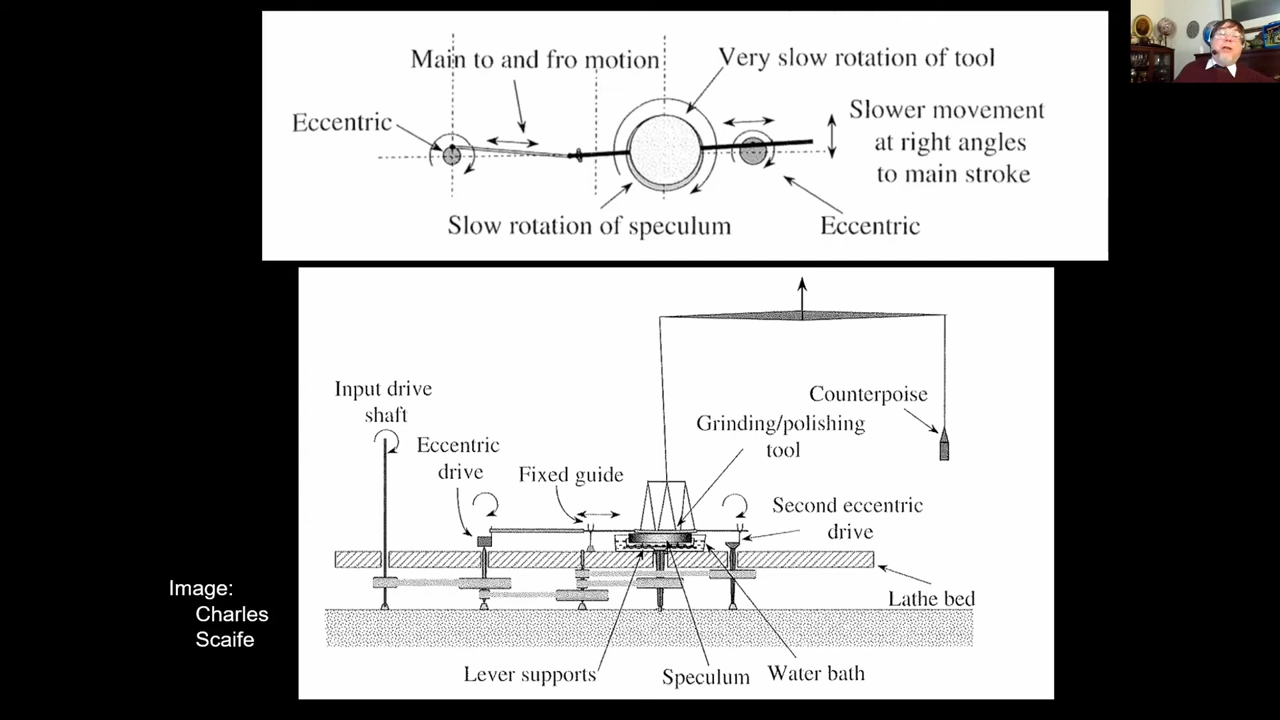 Main to and fro motion
Very slow rotation of tool
Eccentric
Slower movement
at right angles
to main stroke
Slow rotation of speculum
Eccentric
Input drive
shaft
Eccentric
drive
Fixed guide
Grinding/polishing
tool
Counterpoise
Second eccentric
drive
Lathe bed
Lever supports
Speculum
Water bath
Image:
Charles
Scaife